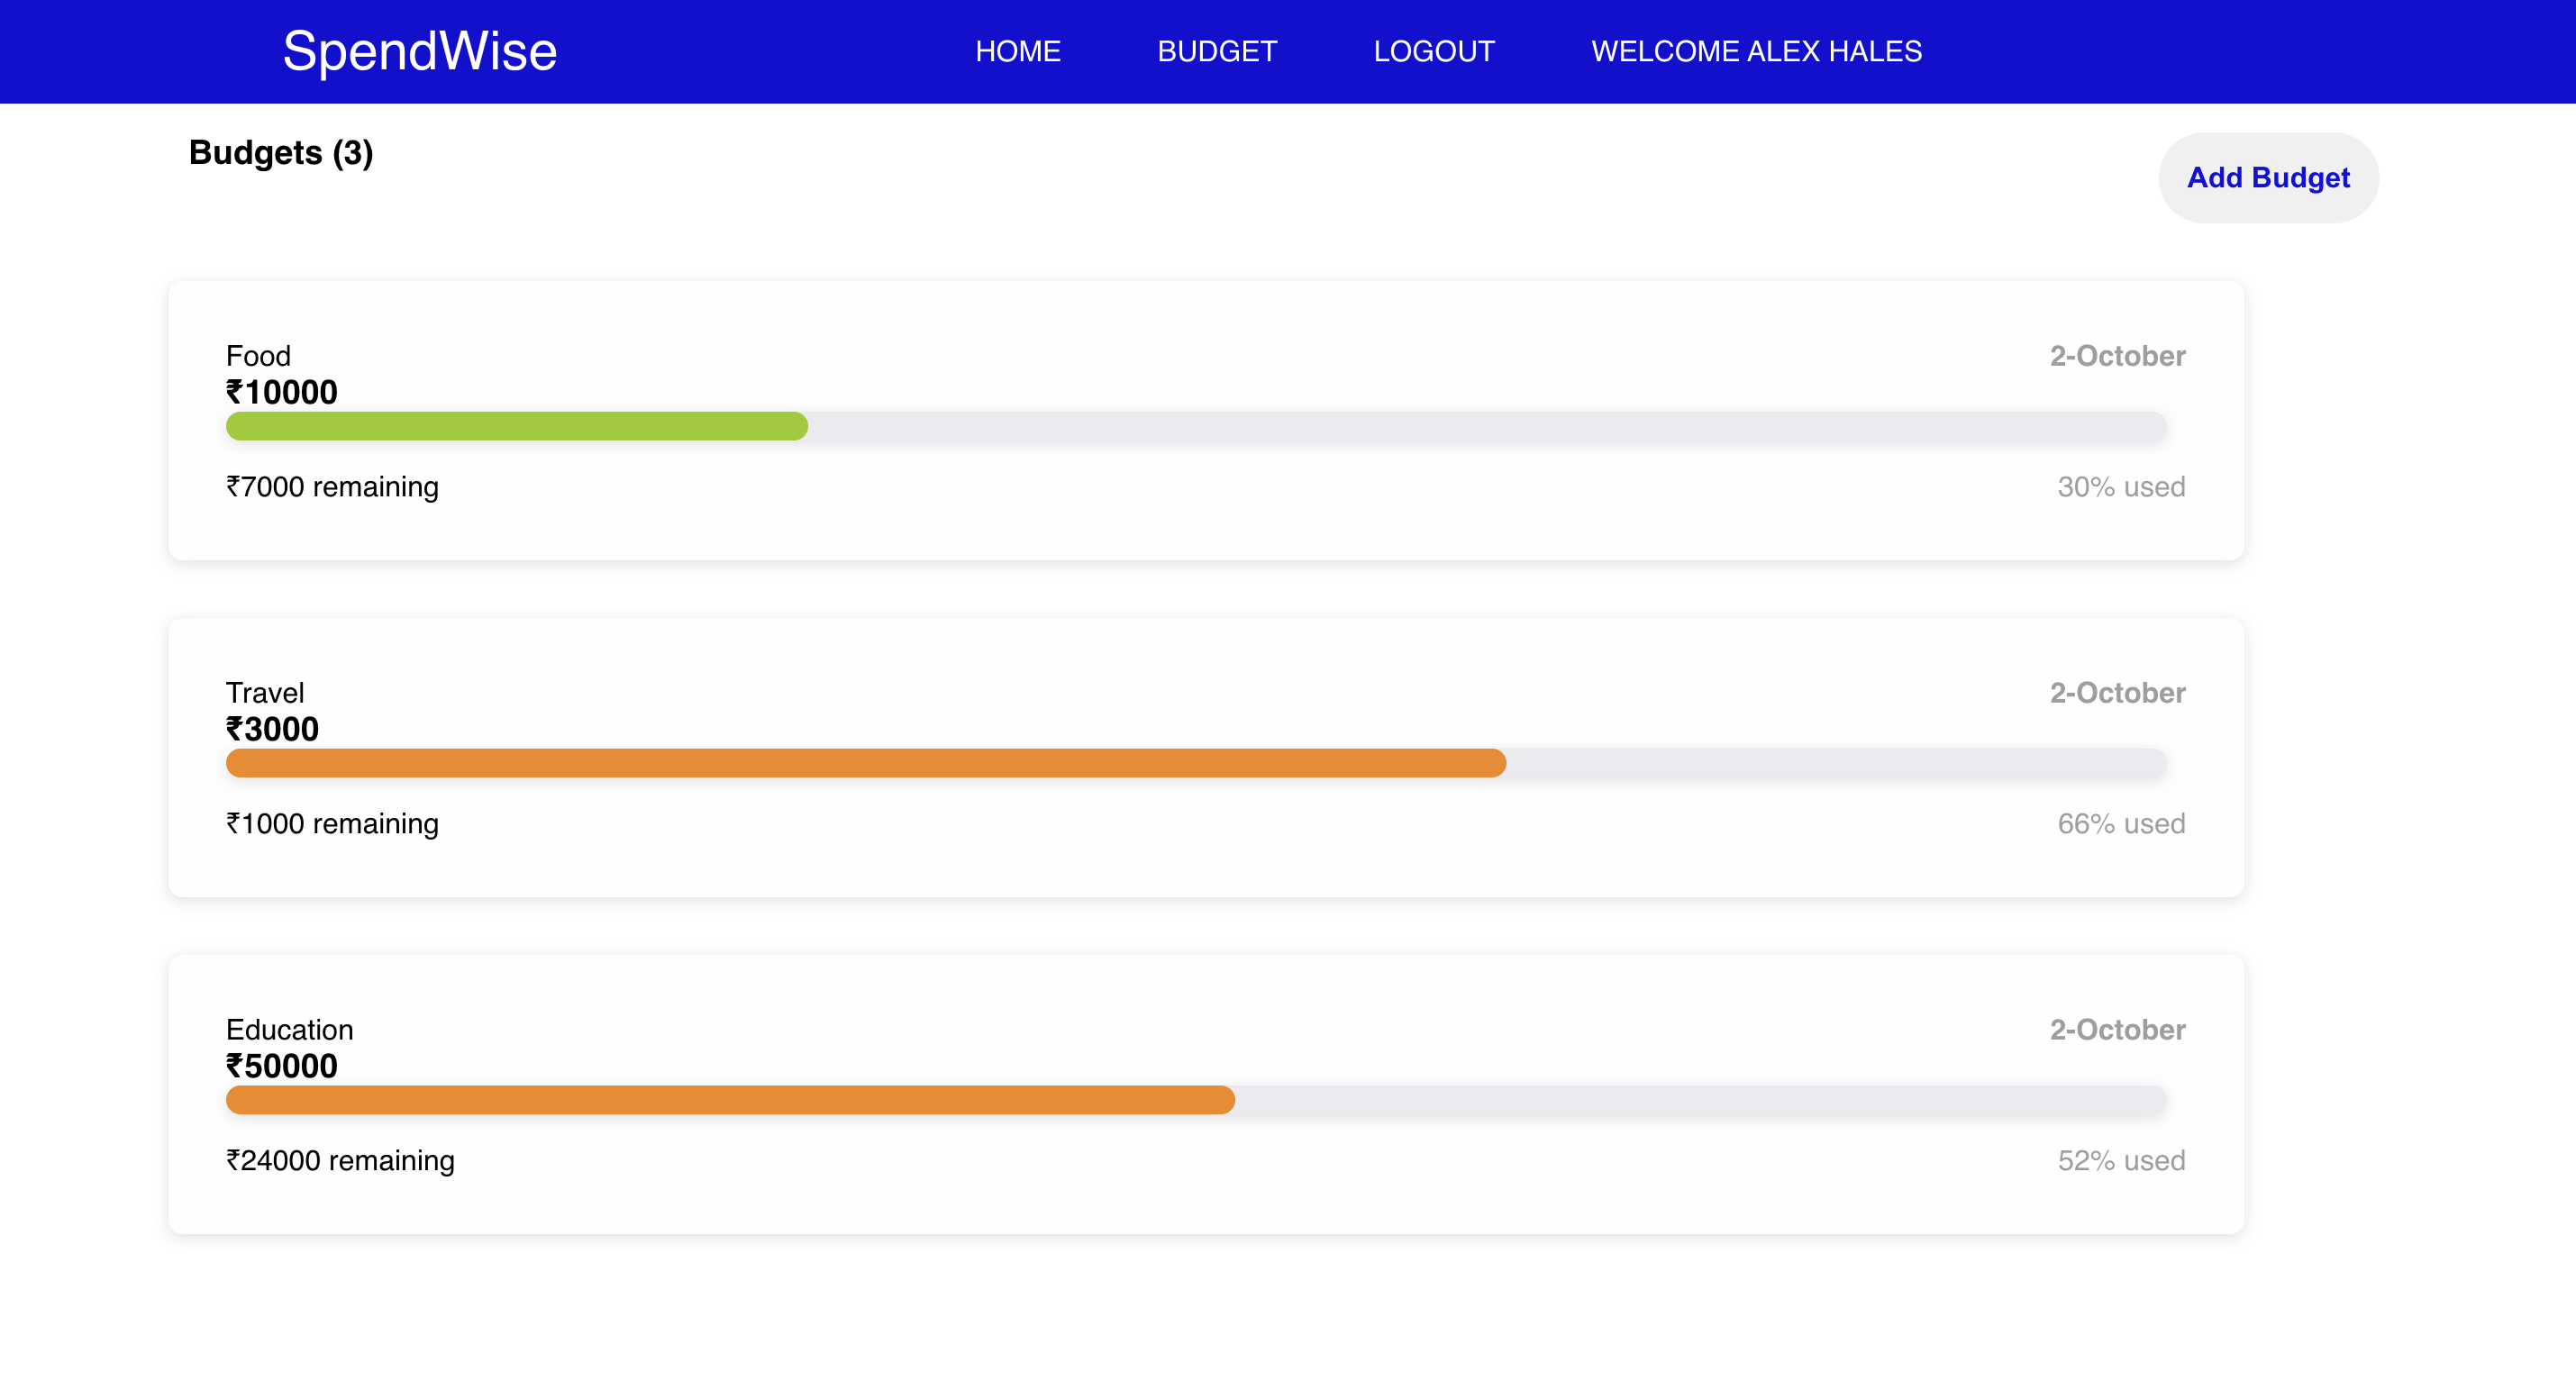 SpendWise HOME BUDGET LOGOUT WELCOME ALEX HALES
Budgets (3)
Add Budget
Food 2-October
₹10000
₹7000 remaining 30% used
Travel 2-October
₹3000
₹1000 remaining 66% used
Education 2-October
₹50000
₹24000 remaining 52% used